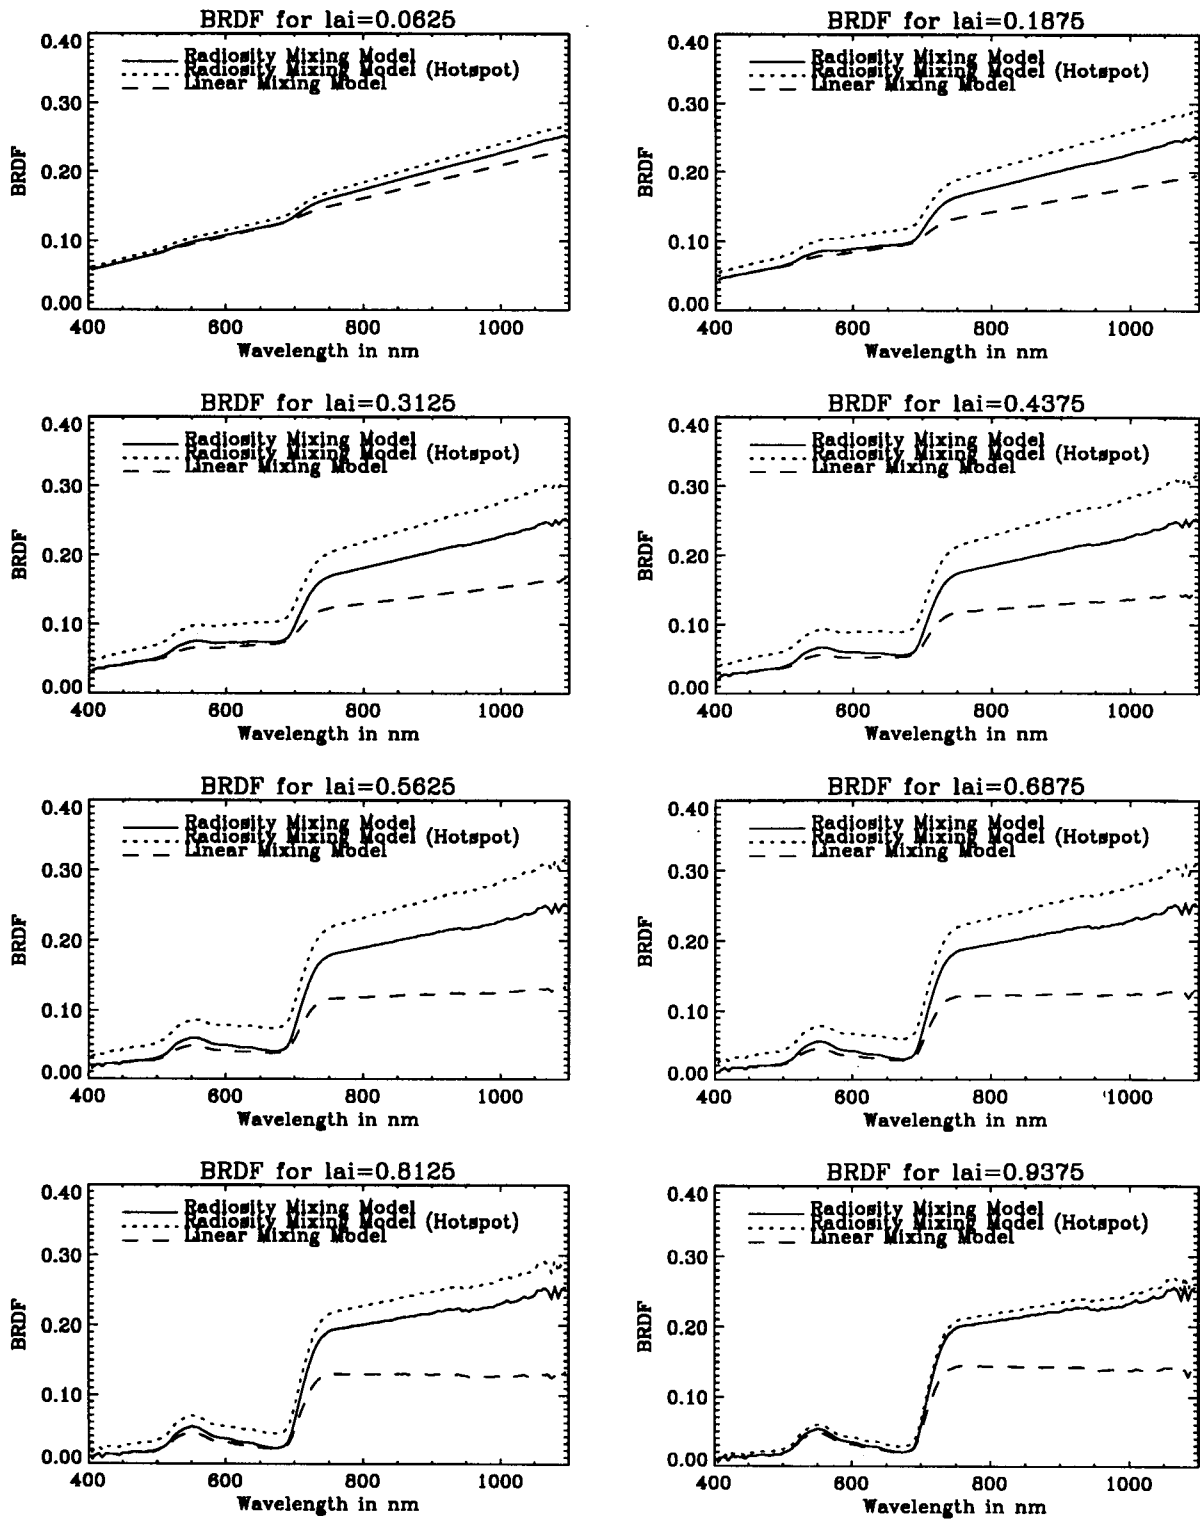 BRDF for lai=0.0625
0.40
0.30
0.20
0.10
0.00
BRDF
Radiosity Mixing Model
Radiosity Mixing Model (Hotspot)
Linear Mixing Model
400 600 800 1000
Wavelength in nm
BRDF for lai=0.1875
0.40
0.30
0.20
0.10
0.00
BRDF
Radiosity Mixing Model
Radiosity Mixing Model (Hotspot)
Linear Mixing Model
400 600 800 1000
Wavelength in nm
BRDF for lai=0.3125
0.40
0.30
0.20
0.10
0.00
BRDF
Radiosity Mixing Model
Radiosity Mixing Model (Hotspot)
Linear Mixing Model
400 600 800 1000
Wavelength in nm
BRDF for lai=0.4375
0.40
0.30
0.20
0.10
0.00
BRDF
Radiosity Mixing Model
Radiosity Mixing Model (Hotspot)
Linear Mixing Model
400 600 800 1000
Wavelength in nm
BRDF for lai=0.5625
0.40
0.30
0.20
0.10
0.00
BRDF
Radiosity Mixing Model
Radiosity Mixing Model (Hotspot)
Linear Mixing Model
400 600 800 1000
Wavelength in nm
BRDF for lai=0.6875
0.40
0.30
0.20
0.10
0.00
BRDF
Radiosity Mixing Model
Radiosity Mixing Model (Hotspot)
Linear Mixing Model
400 600 800 1000
Wavelength in nm
BRDF for lai=0.8125
0.40
0.30
0.20
0.10
0.00
BRDF
Radiosity Mixing Model
Radiosity Mixing Model (Hotspot)
Linear Mixing Model
400 600 800 1000
Wavelength in nm
BRDF for lai=0.9375
0.40
0.30
0.20
0.10
0.00
BRDF
Radiosity Mixing Model
Radiosity Mixing Model (Hotspot)
Linear Mixing Model
400 600 800 1000
Wavelength in nm